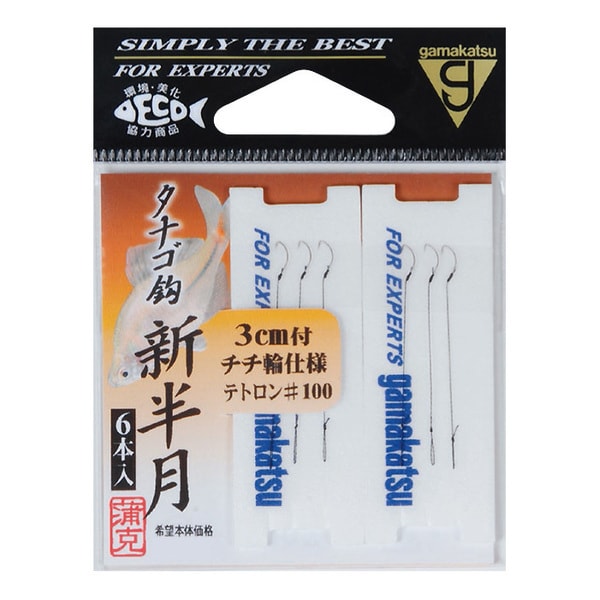 SIMPLY THE BEST
FOR EXPERTS
gamakatsu
環境・美化
ECO
協力商品
タナゴ鈎
新半月
6本入
蒲克
希望本体価格
3cm付
チチ輪仕様
テトロン♯100
FOR EXPERTS
gamakatsu
FOR EXPERTS
gamakatsu